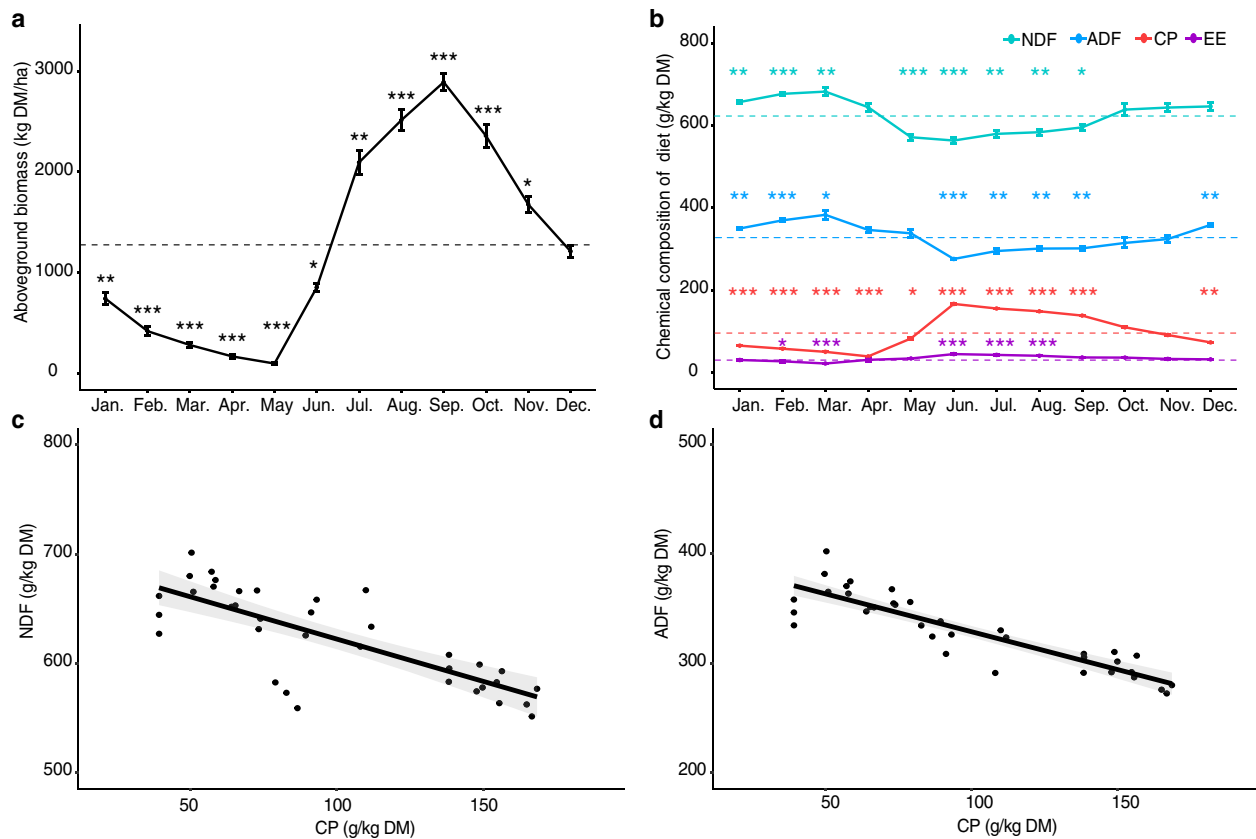 a
Aboveground biomass (kg DM/ha)
3000
2000
1000
0
** *** *** *** *** * ** *** *** *** *
Jan. Feb. Mar. Apr. May Jun. Jul. Aug. Sep. Oct. Nov. Dec.
b
Chemical composition of diet (g/kg DM)
NDF ADF CP EE
800
600
400
200
0
** *** ** *** *** ** ** *
** *** * *** ** ** ** **
*** *** *** *** * *** *** *** *** **
* *** *** *** ***
Jan. Feb. Mar. Apr. May Jun. Jul. Aug. Sep. Oct. Nov. Dec.
c
NDF (g/kg DM)
800
700
600
500
50 100 150
CP (g/kg DM)
d
ADF (g/kg DM)
500
400
300
200
50 100 150
CP (g/kg DM)